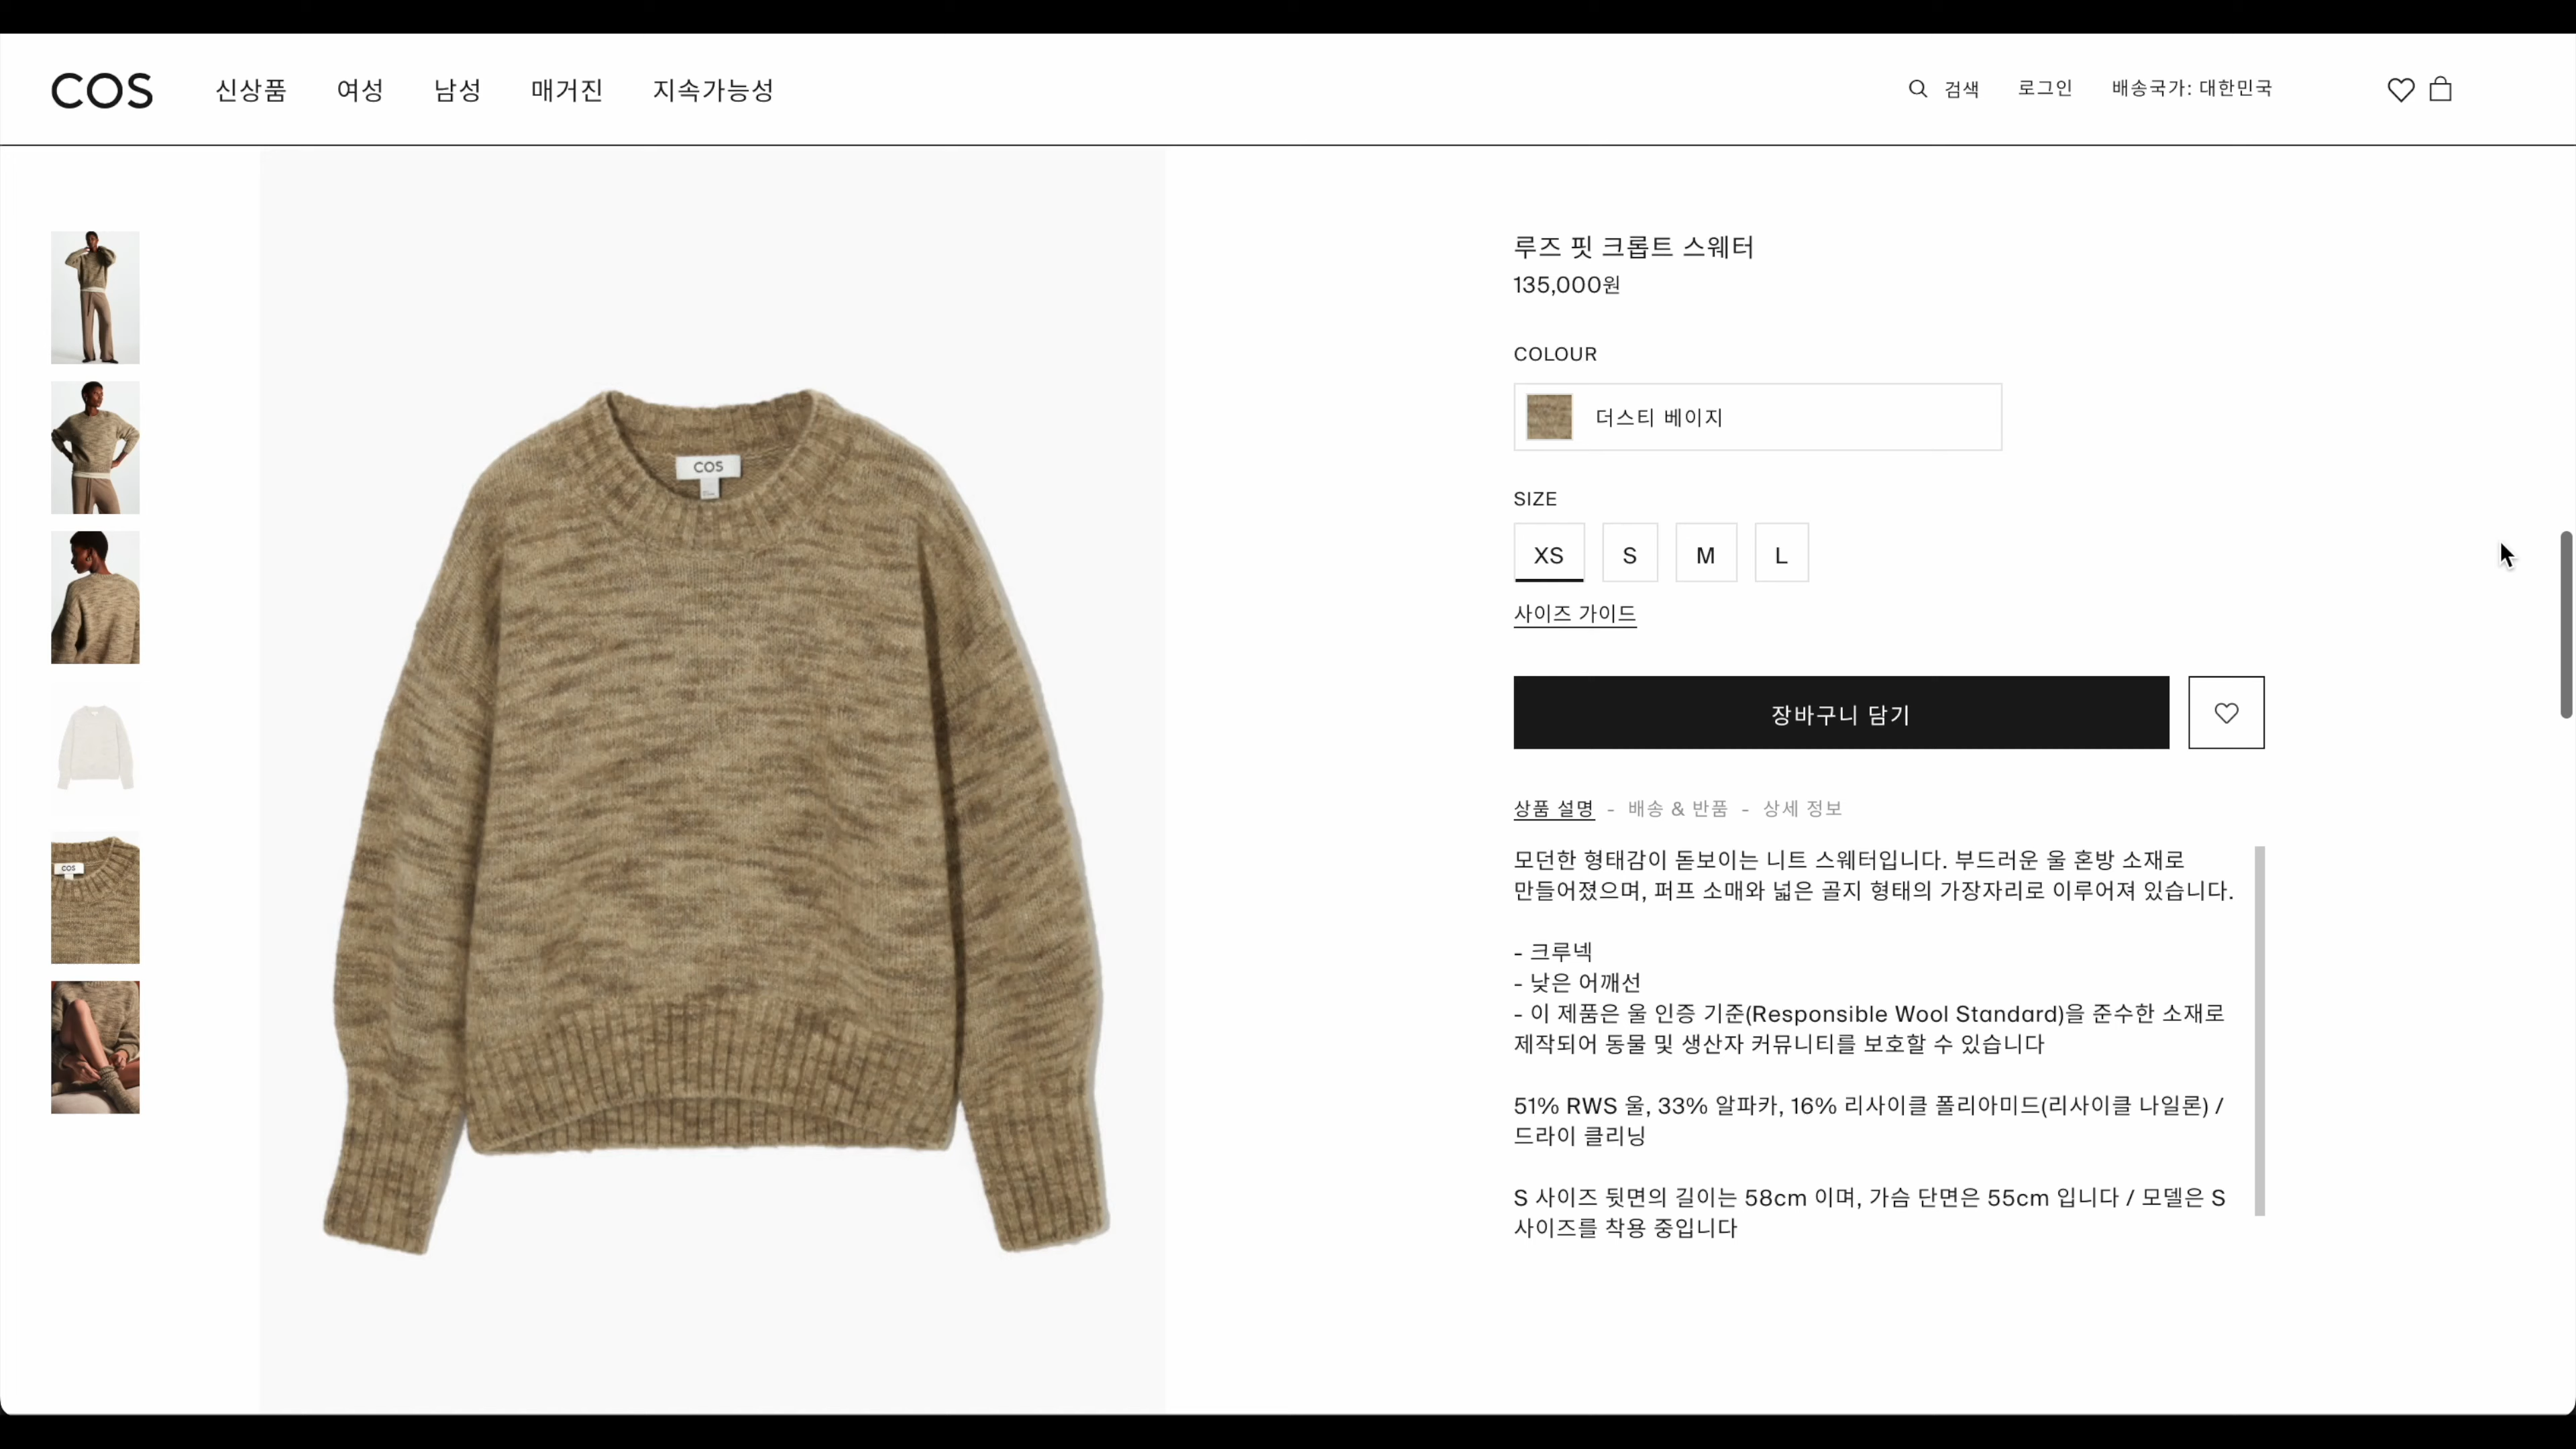 COS 신상품 여성 남성 매거진 지속가능성 검색 로그인 배송국가: 대한민국
COS
COS
루즈 핏 크롭트 스웨터
135,000원
COLOUR
더스티 베이지
SIZE
XS S M L
사이즈 가이드
장바구니 담기
상품 설명 - 배송 & 반품 - 상세 정보
모던한 형태감이 돋보이는 니트 스웨터입니다. 부드러운 울 혼방 소재로
만들어졌으며, 퍼프 소매와 넓은 골지 형태의 가장자리로 이루어져 있습니다.
- 크루넥
- 낮은 어깨선
- 이 제품은 울 인증 기준(Responsible Wool Standard)을 준수한 소재로
제작되어 동물 및 생산자 커뮤니티를 보호할 수 있습니다
51% RWS 울, 33% 알파카, 16% 리사이클 폴리아미드(리사이클 나일론) /
드라이 클리닝
S 사이즈 뒷면의 길이는 58cm 이며, 가슴 단면은 55cm 입니다 / 모델은 S
사이즈를 착용 중입니다